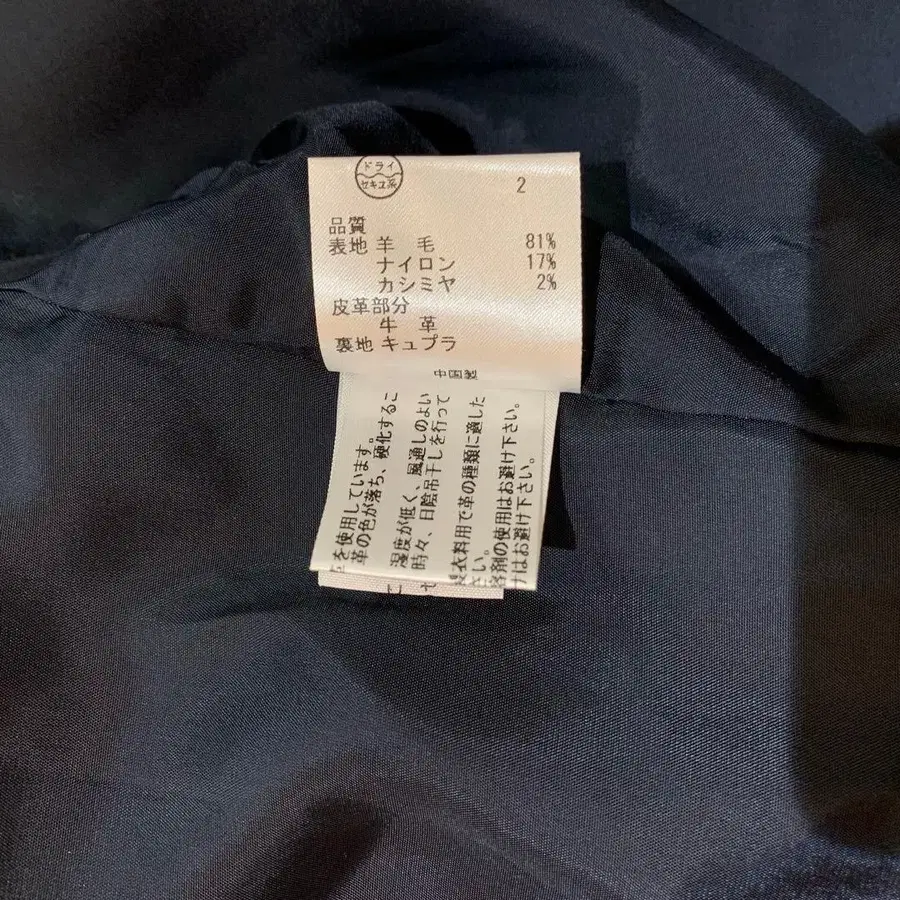 ドライ
セキユ系
2
品質
表地 羊 毛 81%
ナイロン 17%
カシミヤ 2%
皮革部分
牛 革
裏地 キュプラ
中国製
を使用しています。
革の色が落ち、硬化するこ
湿度が低く、風通しのよい
時々、日陰吊干しを行って
衣料用で革の種類に適した
さい。
溶剤の使用はお避け下さい。
けはお避け下さい。